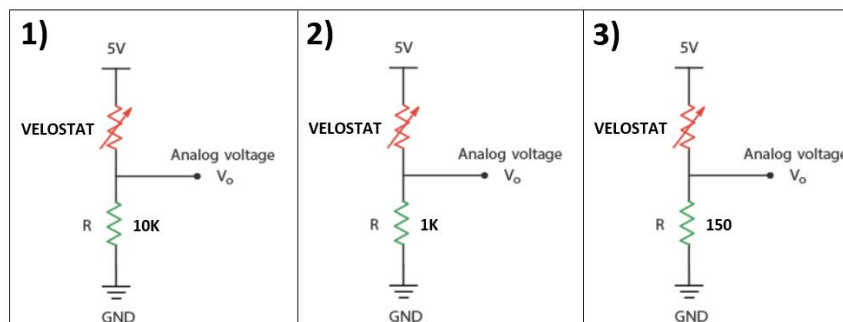 1)
5V
VELOSTAT
Analog voltage
Vo
R 10K
GND
2)
5V
VELOSTAT
Analog voltage
Vo
R 1K
GND
3)
5V
VELOSTAT
Analog voltage
Vo
R 150
GND